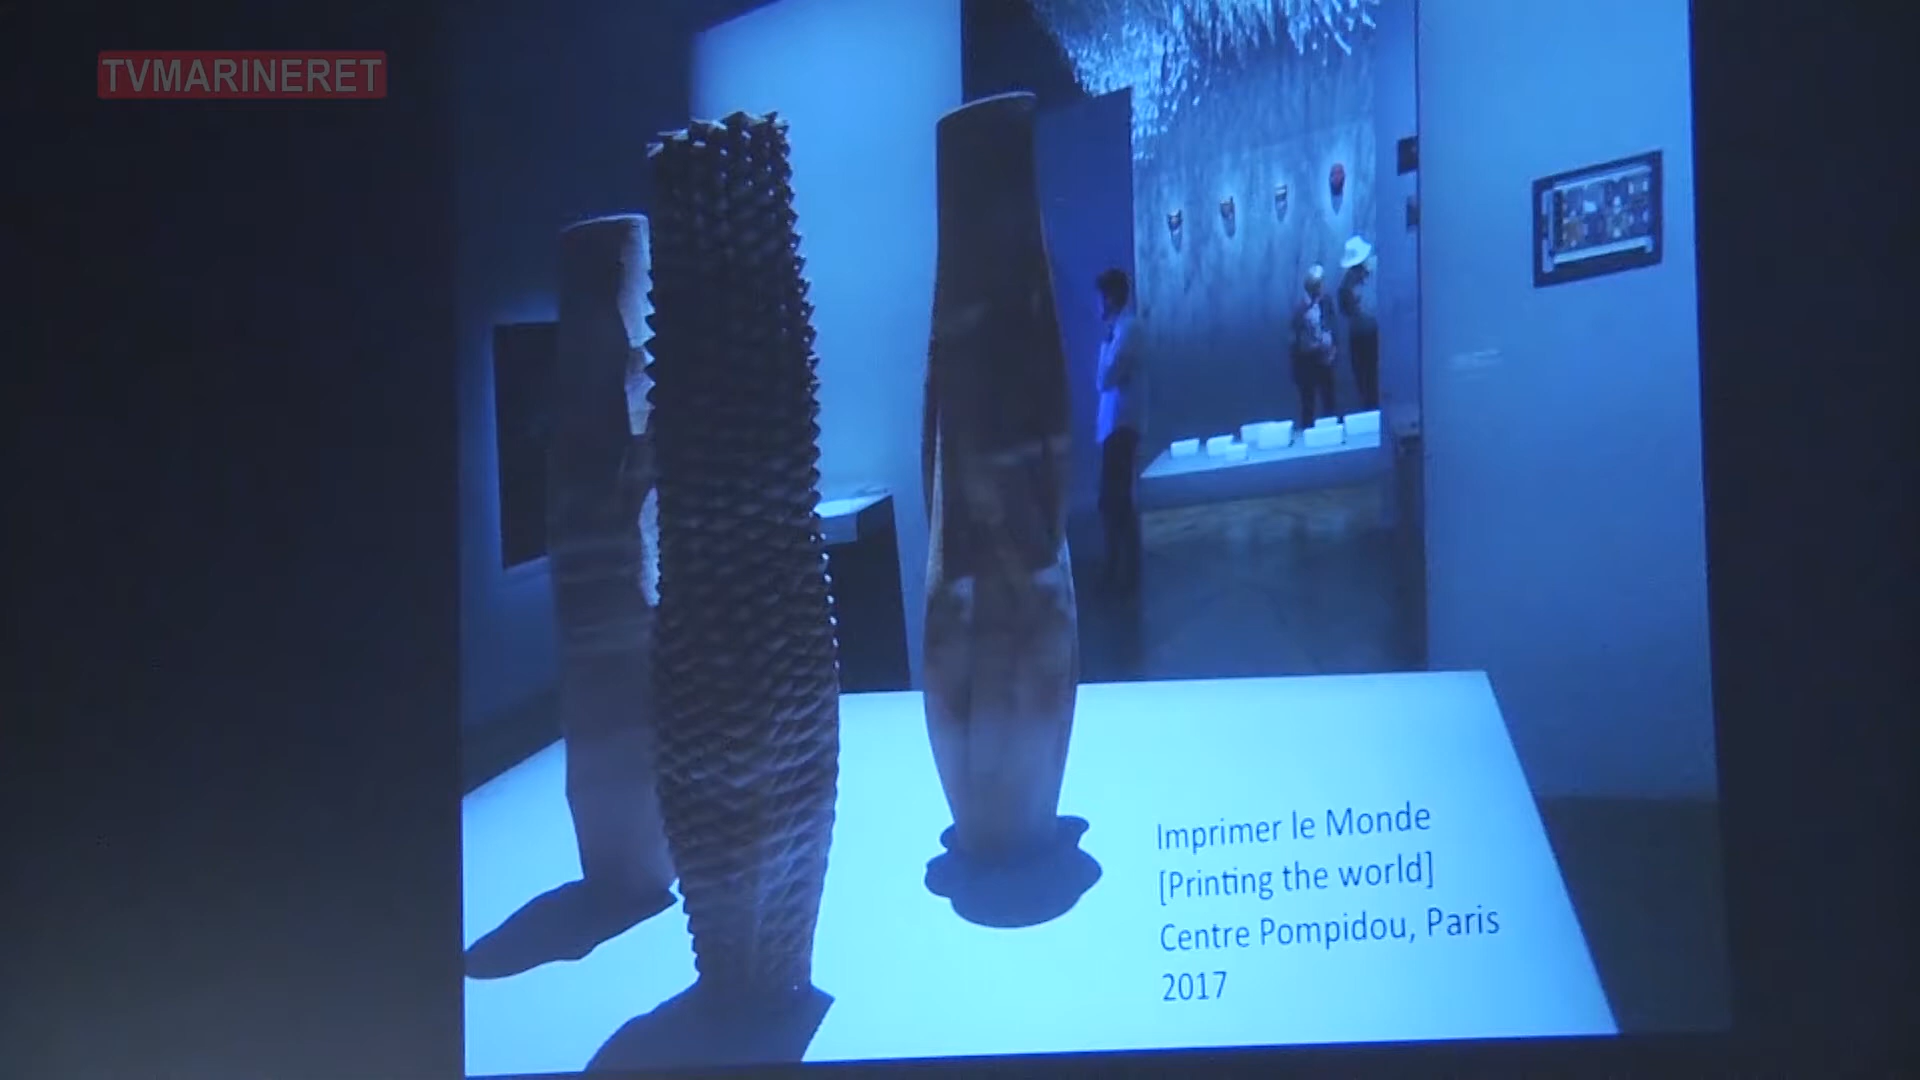 TVMARINERET
Imprimer le Monde
[Printing the world]
Centre Pompidou, Paris
2017